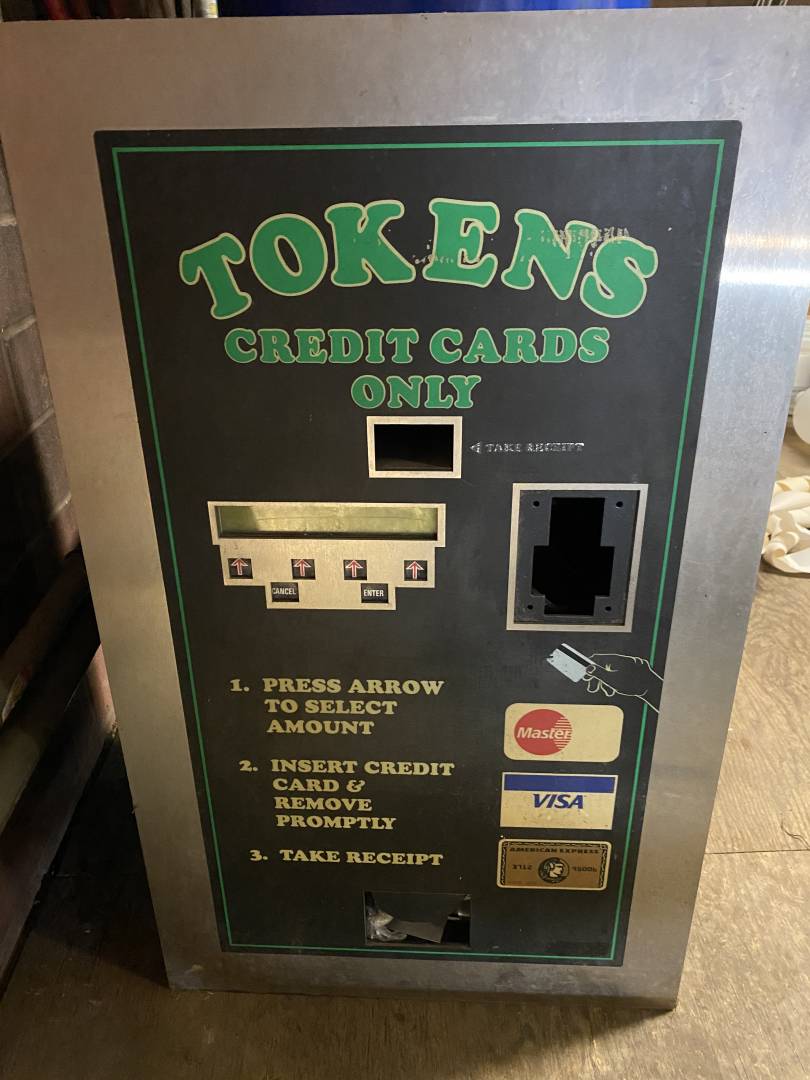 TOKENS
CREDIT CARDS
ONLY
TAKE RECEIPT
CANCEL
ENTER
1. PRESS ARROW
TO SELECT
AMOUNT
2. INSERT CREDIT
CARD &
REMOVE
PROMPTLY
3. TAKE RECEIPT
Master
VISA
AMERICAN EXPRESS
3712